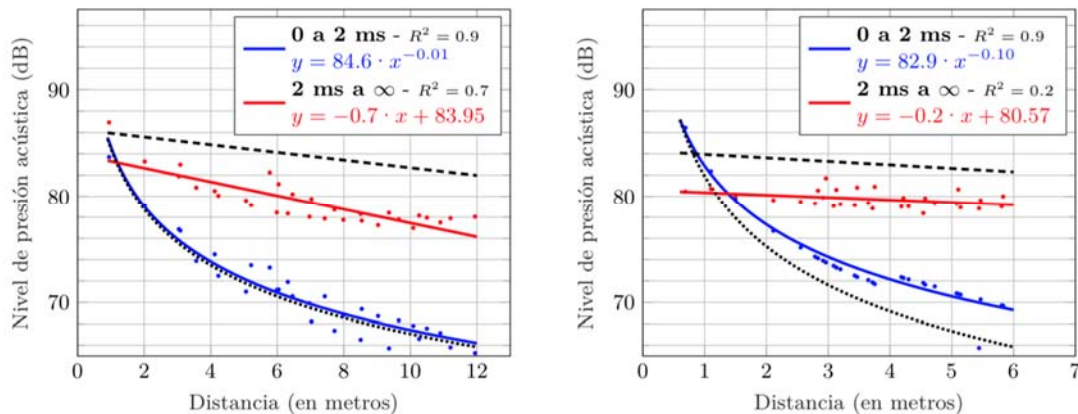 Nivel de presión acústica (dB)
90
80
70
0 a 2 ms - R² = 0.9
y = 84.6 · x^−0.01
2 ms a ∞ - R² = 0.7
y = −0.7 · x + 83.95
0 2 4 6 8 10 12
Distancia (en metros)
Nivel de presión acústica (dB)
90
80
70
0 a 2 ms - R² = 0.9
y = 82.9 · x^−0.10
2 ms a ∞ - R² = 0.2
y = −0.2 · x + 80.57
0 1 2 3 4 5 6 7
Distancia (en metros)